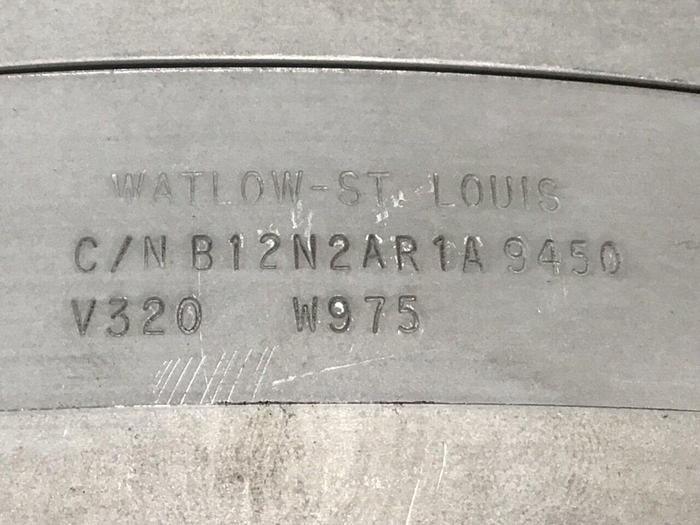 WATLOW-ST. LOUIS
C/N B12N2AR1A 9450
V320 W975